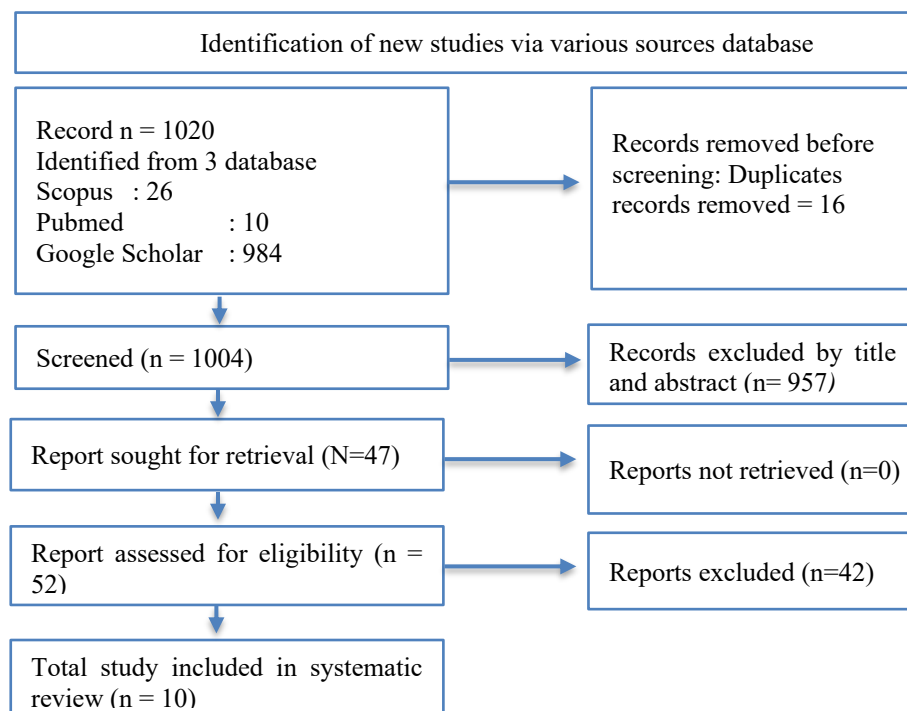 Identification of new studies via various sources database
Record n = 1020
Identified from 3 database
Scopus : 26
Pubmed : 10
Google Scholar : 984
Records removed before
screening: Duplicates
records removed = 16
Screened (n = 1004)
Records excluded by title
and abstract (n= 957)
Report sought for retrieval (N=47)
Reports not retrieved (n=0)
Report assessed for eligibility (n =
52)
Reports excluded (n=42)
Total study included in systematic
review (n = 10)